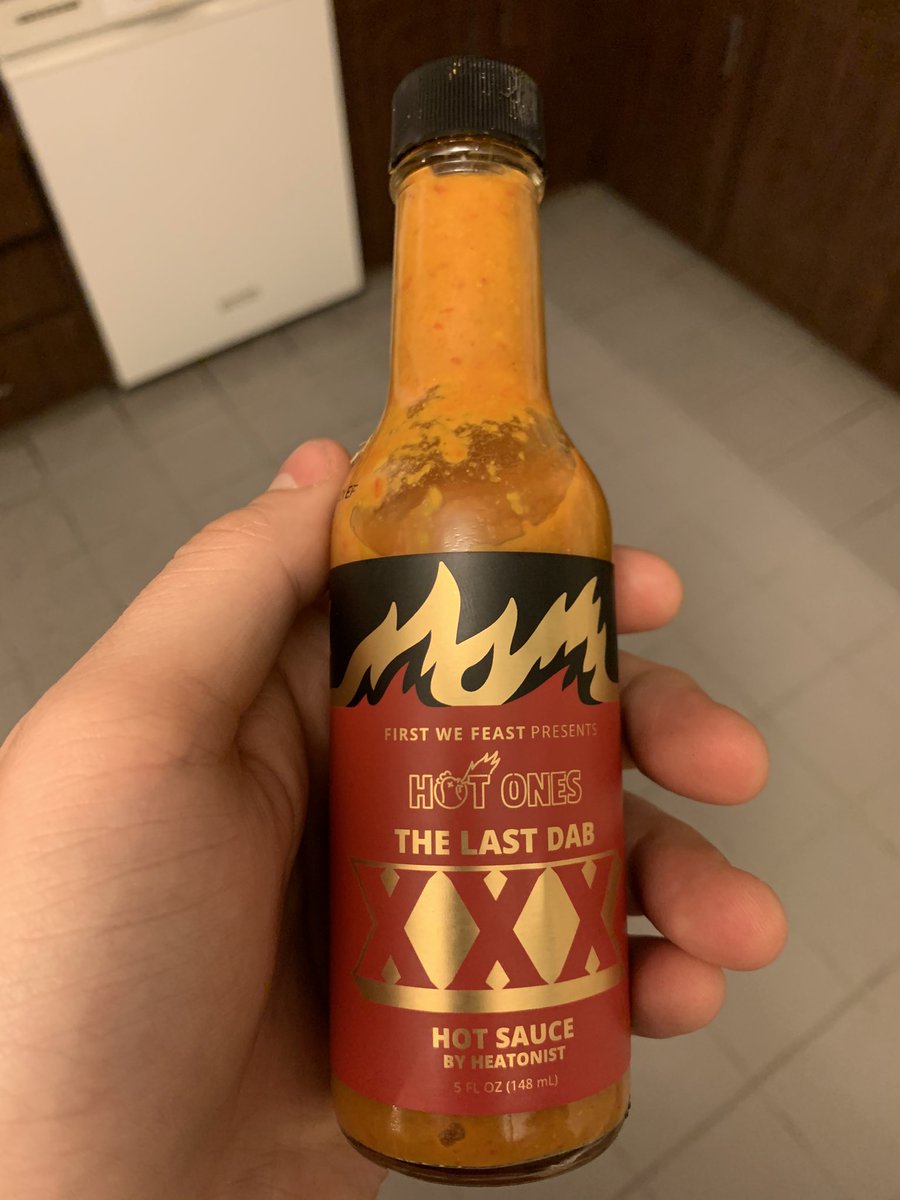 FIRST WE FEAST PRESENTS
HOT ONES
THE LAST DAB
XXX
HOT SAUCE
BY HEATONIST
5 FL OZ (148 mL)